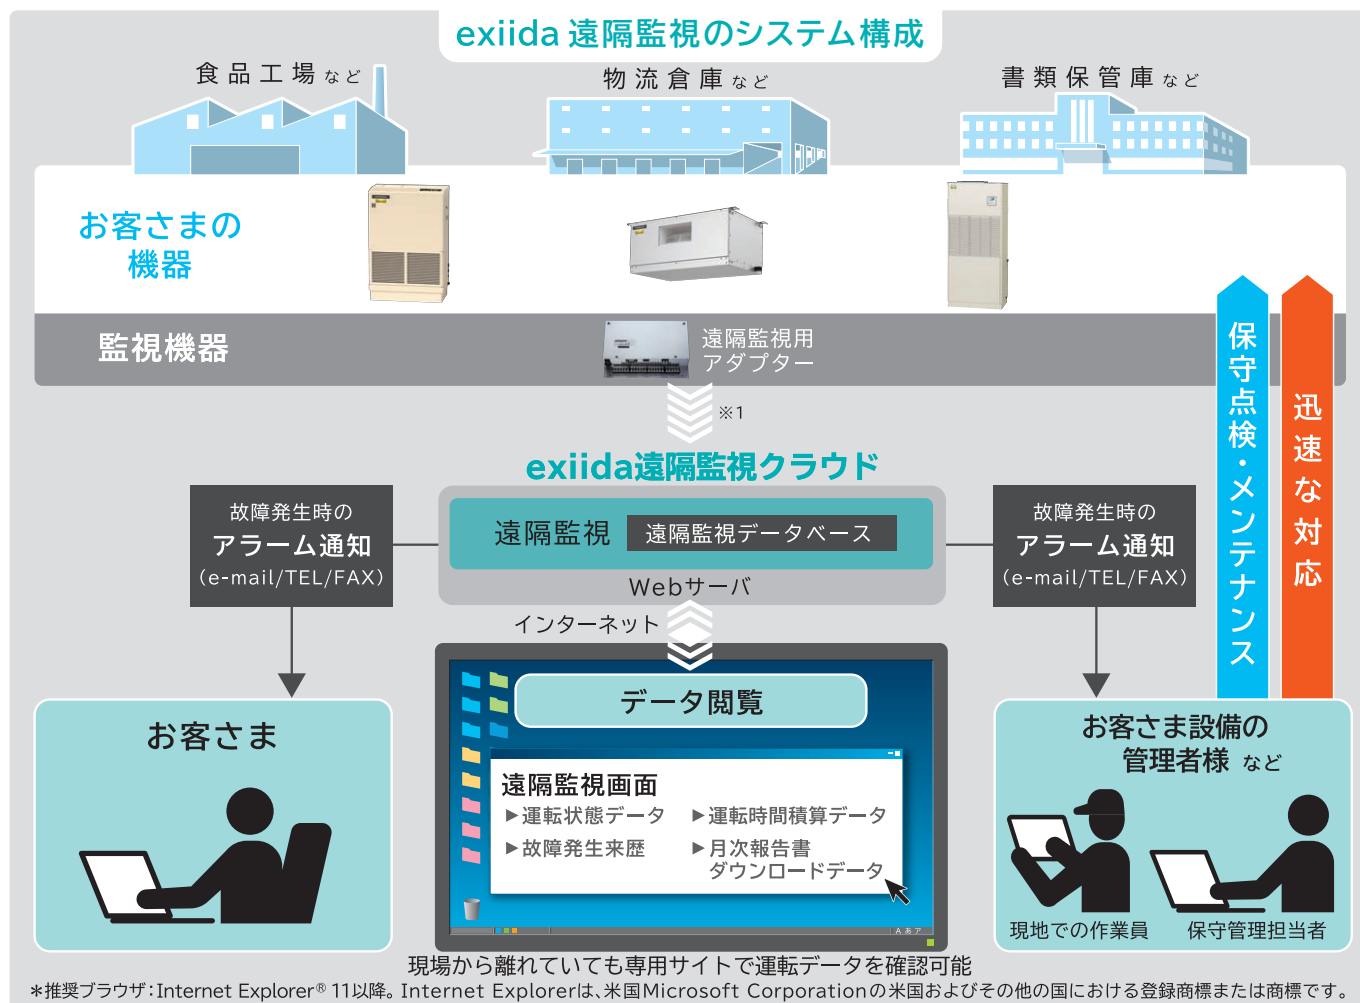 exiida 遠隔監視のシステム構成
食品工場 など
物流倉庫 など
書類保管庫 など
お客さまの
機器
監視機器
遠隔監視用
アダプター
※1
保守点検・メンテナンス
迅速な対応
exiida遠隔監視クラウド
故障発生時の
アラーム通知
(e-mail/TEL/FAX)
遠隔監視
遠隔監視データベース
Webサーバ
故障発生時の
アラーム通知
(e-mail/TEL/FAX)
インターネット
お客さま
データ閲覧
遠隔監視画面
▶運転状態データ
▶運転時間積算データ
▶故障発生来歴
▶月次報告書
ダウンロードデータ
A あ ア
お客さま設備の
管理者様 など
現地での作業員
保守管理担当者
現場から離れていても専用サイトで運転データを確認可能
*推奨ブラウザ:Internet Explorer® 11以降。Internet Explorerは、米国Microsoft Corporationの米国およびその他の国における登録商標または商標です。